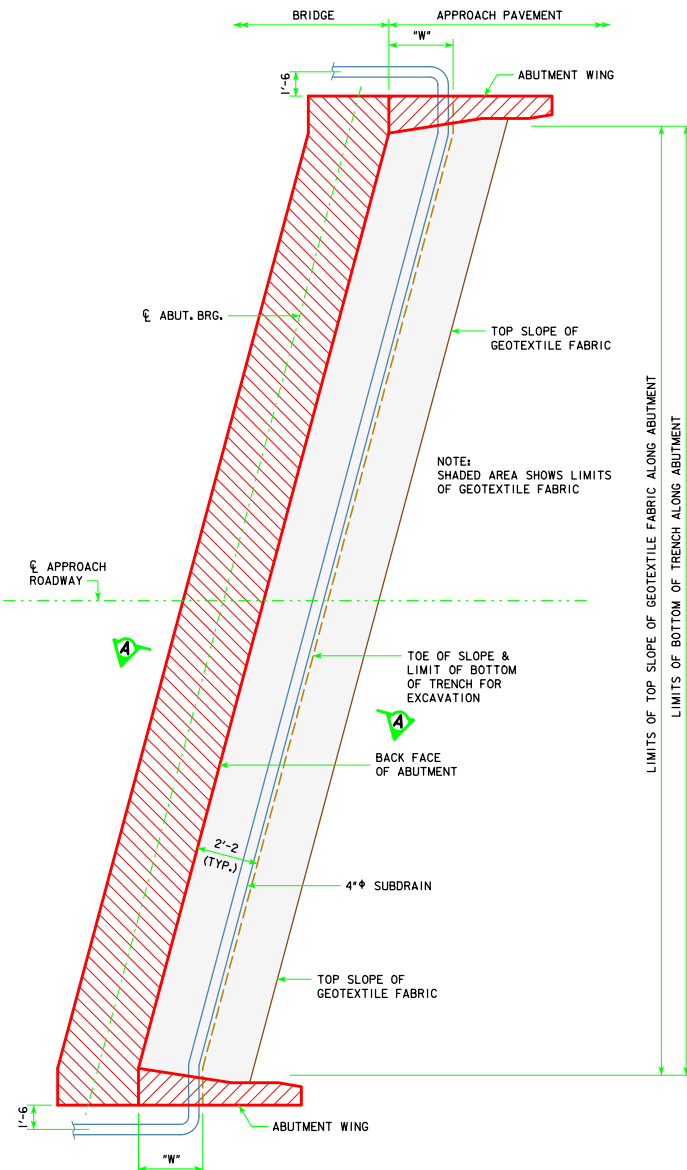 BRIDGE
APPROACH PAVEMENT
"W"
ABUTMENT WING
1'-6
℄ ABUT. BRG.
TOP SLOPE OF
GEOTEXTILE FABRIC
NOTE:
SHADED AREA SHOWS LIMITS
OF GEOTEXTILE FABRIC
LIMITS OF TOP SLOPE OF GEOTEXTILE FABRIC ALONG ABUTMENT
LIMITS OF BOTTOM OF TRENCH ALONG ABUTMENT
℄ APPROACH
ROADWAY
A
TOE OF SLOPE &
LIMIT OF BOTTOM
OF TRENCH FOR
EXCAVATION
A
BACK FACE
OF ABUTMENT
2'-2
(TYP.)
4"ϕ SUBDRAIN
TOP SLOPE OF
GEOTEXTILE FABRIC
1'-6
ABUTMENT WING
"W"